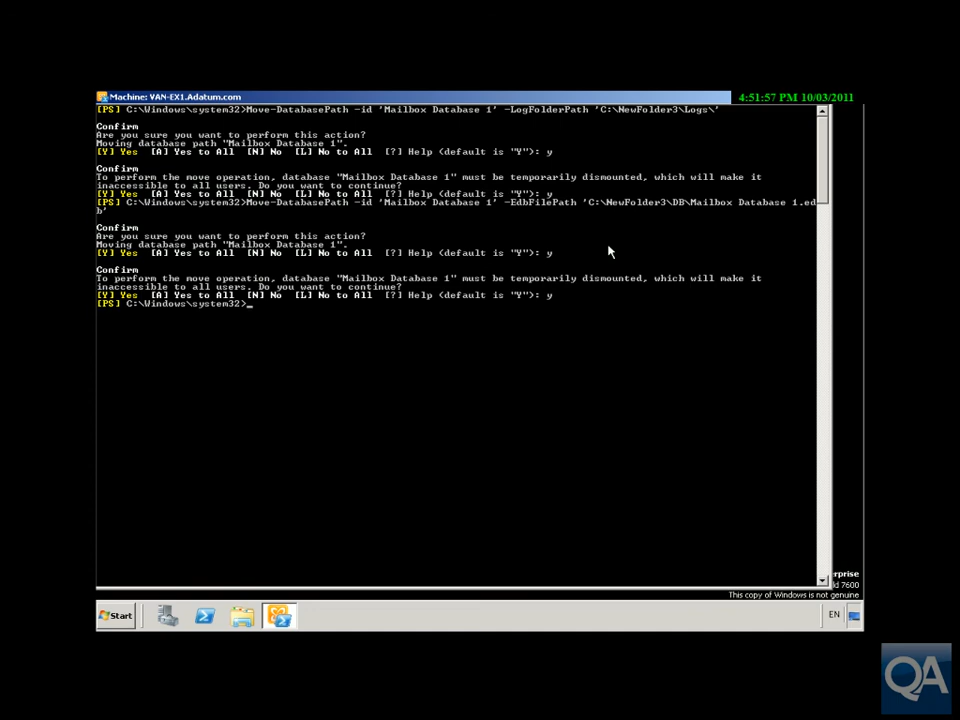 Machine: VAN-EX1.Adatum.com
4:51:57 PM 10/03/2011
[PS] C:\Windows\system32>Move-DatabasePath -id 'Mailbox Database 1' -LogFolderPath 'C:\NewFolder3\Logs\'
Confirm
Are you sure you want to perform this action?
Moving database path "Mailbox Database 1".
[Y] Yes  [A] Yes to All  [N] No  [L] No to All  [?] Help (default is "Y"): y
Confirm
To perform the move operation, database "Mailbox Database 1" must be temporarily dismounted, which will make it
inaccessible to all users. Do you want to continue?
[Y] Yes  [A] Yes to All  [N] No  [L] No to All  [?] Help (default is "Y"): y
[PS] C:\Windows\system32>Move-DatabasePath -id 'Mailbox Database 1' -EdbFilePath 'C:\NewFolder3\DB\Mailbox Database 1.ed
b'
Confirm
Are you sure you want to perform this action?
Moving database path "Mailbox Database 1".
[Y] Yes  [A] Yes to All  [N] No  [L] No to All  [?] Help (default is "Y"): y
Confirm
To perform the move operation, database "Mailbox Database 1" must be temporarily dismounted, which will make it
inaccessible to all users. Do you want to continue?
[Y] Yes  [A] Yes to All  [N] No  [L] No to All  [?] Help (default is "Y"): y
[PS] C:\Windows\system32>_
rprise
ld 7600
This copy of Windows is not genuine
Start
EN
QA